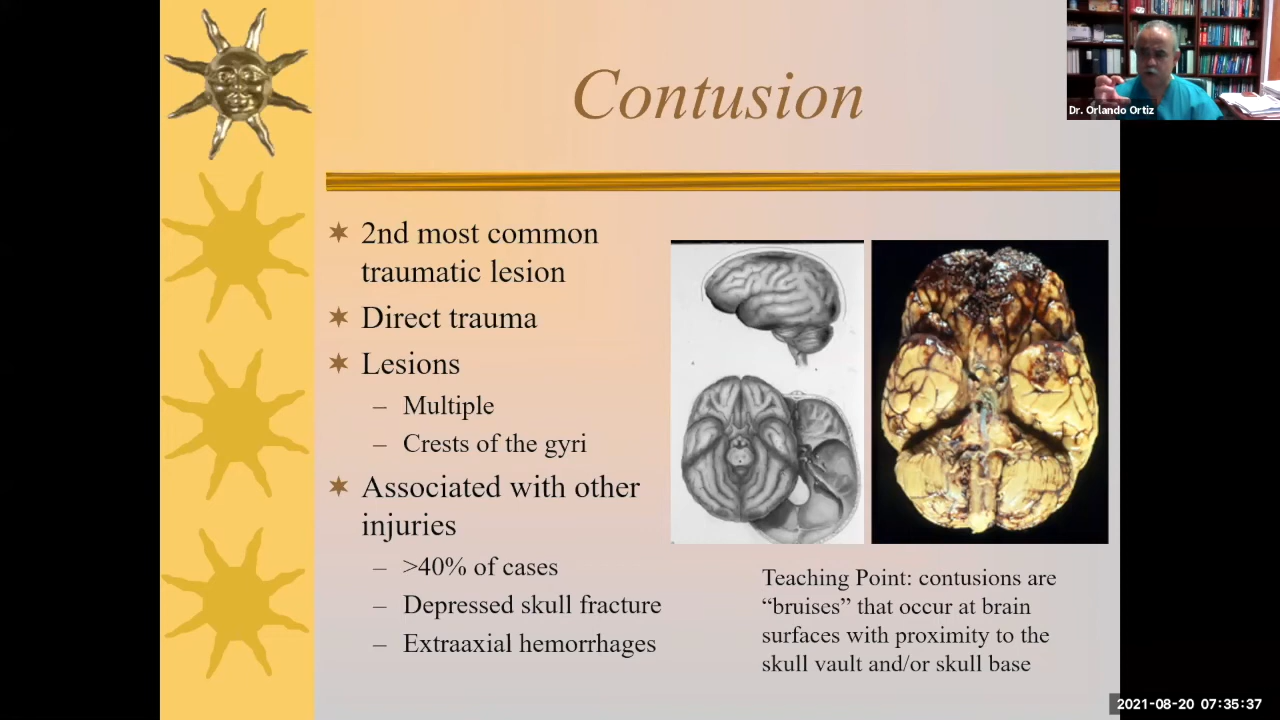 Contusion
Dr. Orlando Ortiz
✶ 2nd most common
traumatic lesion
✶ Direct trauma
✶ Lesions
– Multiple
– Crests of the gyri
✶ Associated with other
injuries
– >40% of cases
– Depressed skull fracture
– Extraaxial hemorrhages
Teaching Point: contusions are
“bruises” that occur at brain
surfaces with proximity to the
skull vault and/or skull base
2021-08-20 07:35:37